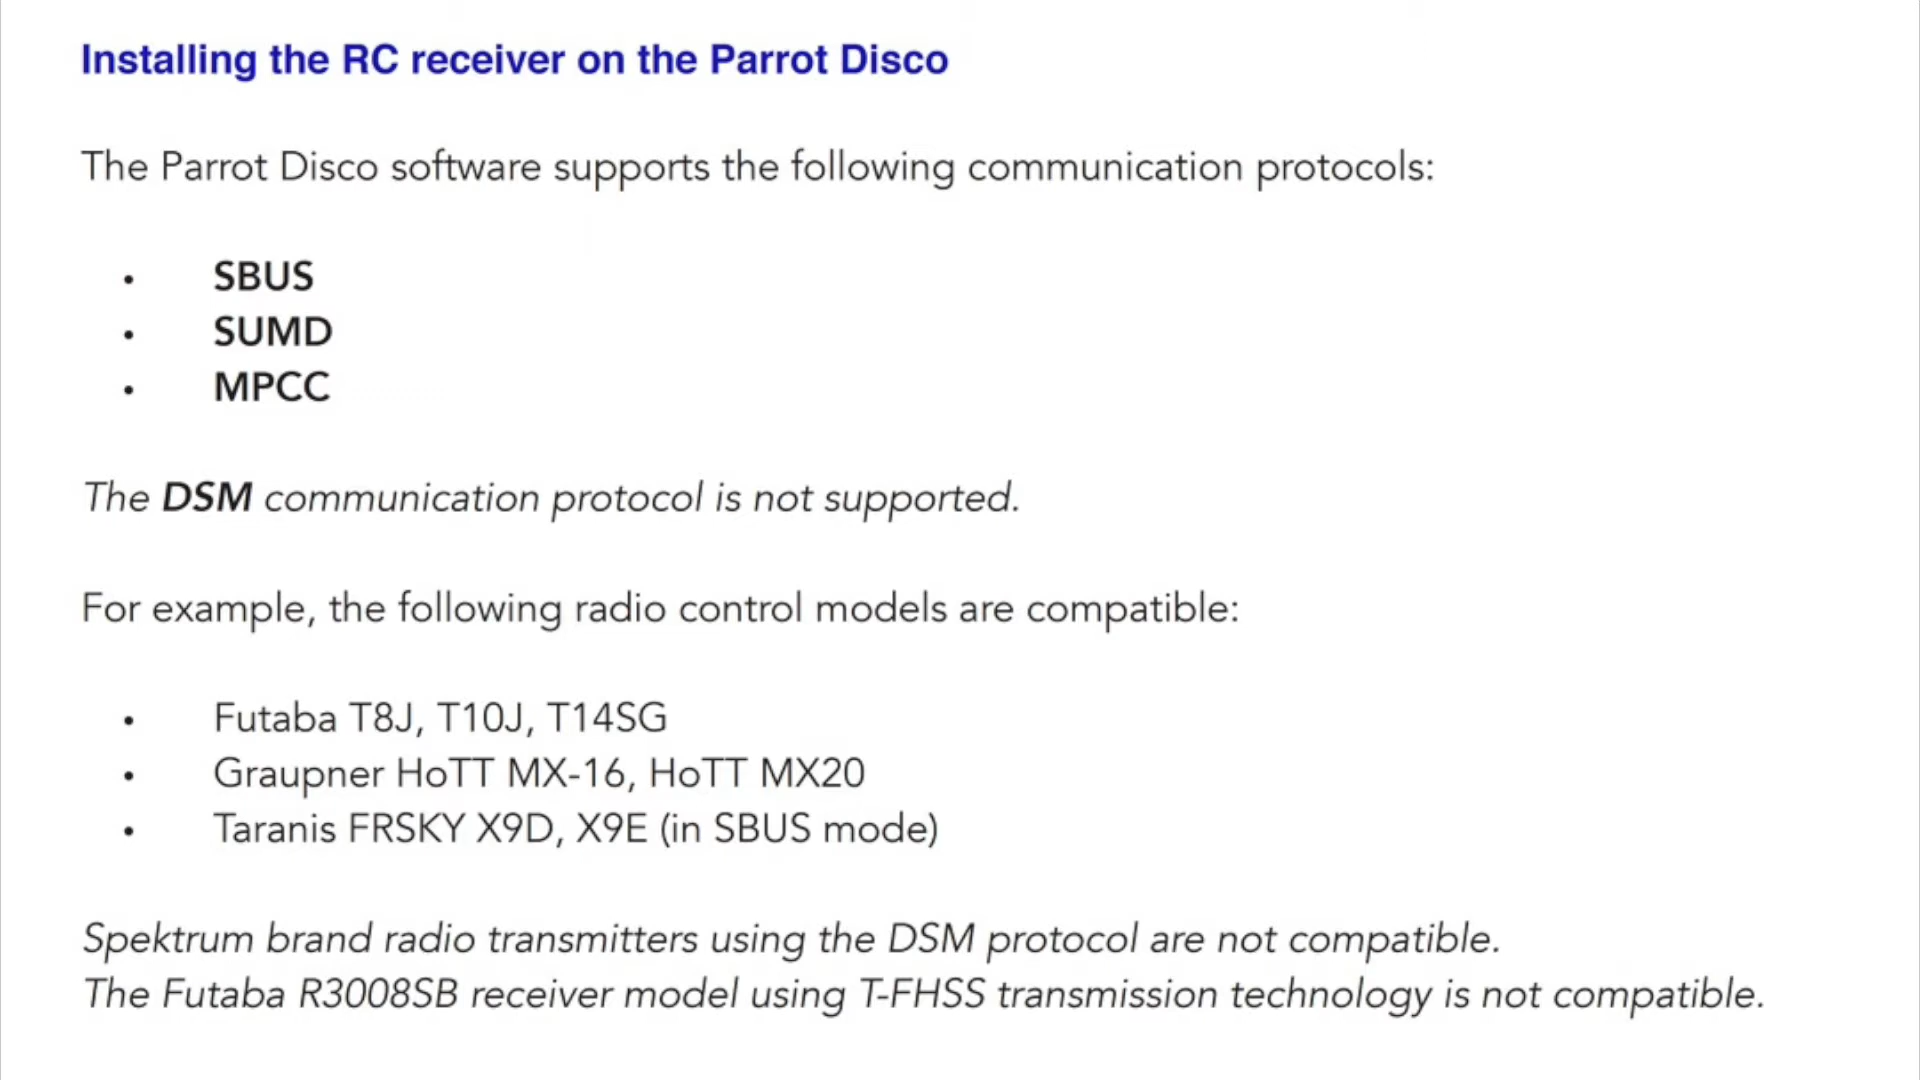 Installing the RC receiver on the Parrot Disco
The Parrot Disco software supports the following communication protocols:
• SBUS
• SUMD
• MPCC
The DSM communication protocol is not supported.
For example, the following radio control models are compatible:
• Futaba T8J, T10J, T14SG
• Graupner HoTT MX-16, HoTT MX20
• Taranis FRSKY X9D, X9E (in SBUS mode)
Spektrum brand radio transmitters using the DSM protocol are not compatible.
The Futaba R3008SB receiver model using T-FHSS transmission technology is not compatible.